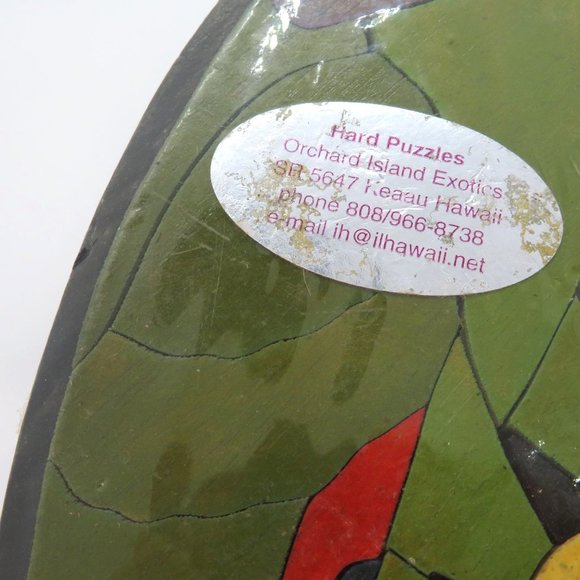 Hard Puzzles
Orchard Island Exotics
SR 5647 Keaau Hawaii
phone 808/966-8738
e-mail ih@ilhawaii.net